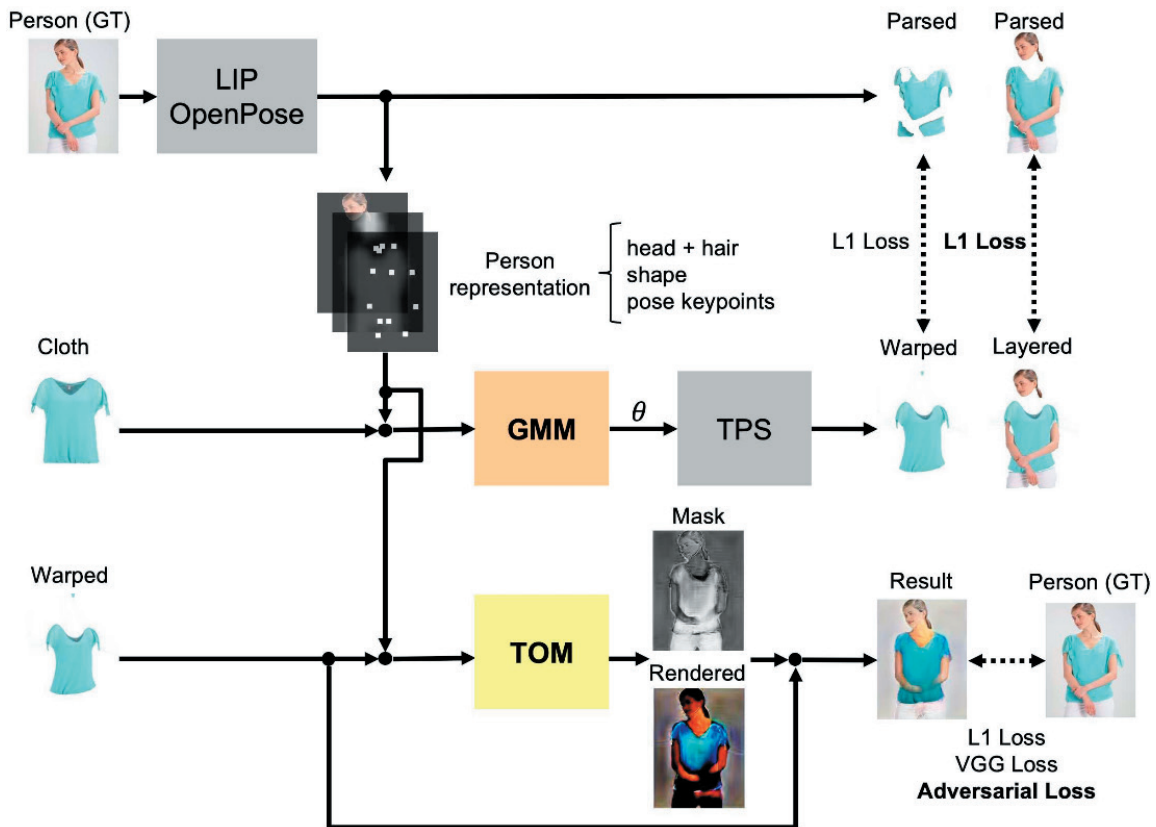 Person (GT)
LIP
OpenPose
Parsed
Parsed
Person
representation
head + hair
shape
pose keypoints
L1 Loss
L1 Loss
Cloth
GMM
θ
TPS
Warped
Layered
Warped
TOM
Mask
Rendered
Result
Person (GT)
L1 Loss
VGG Loss
Adversarial Loss